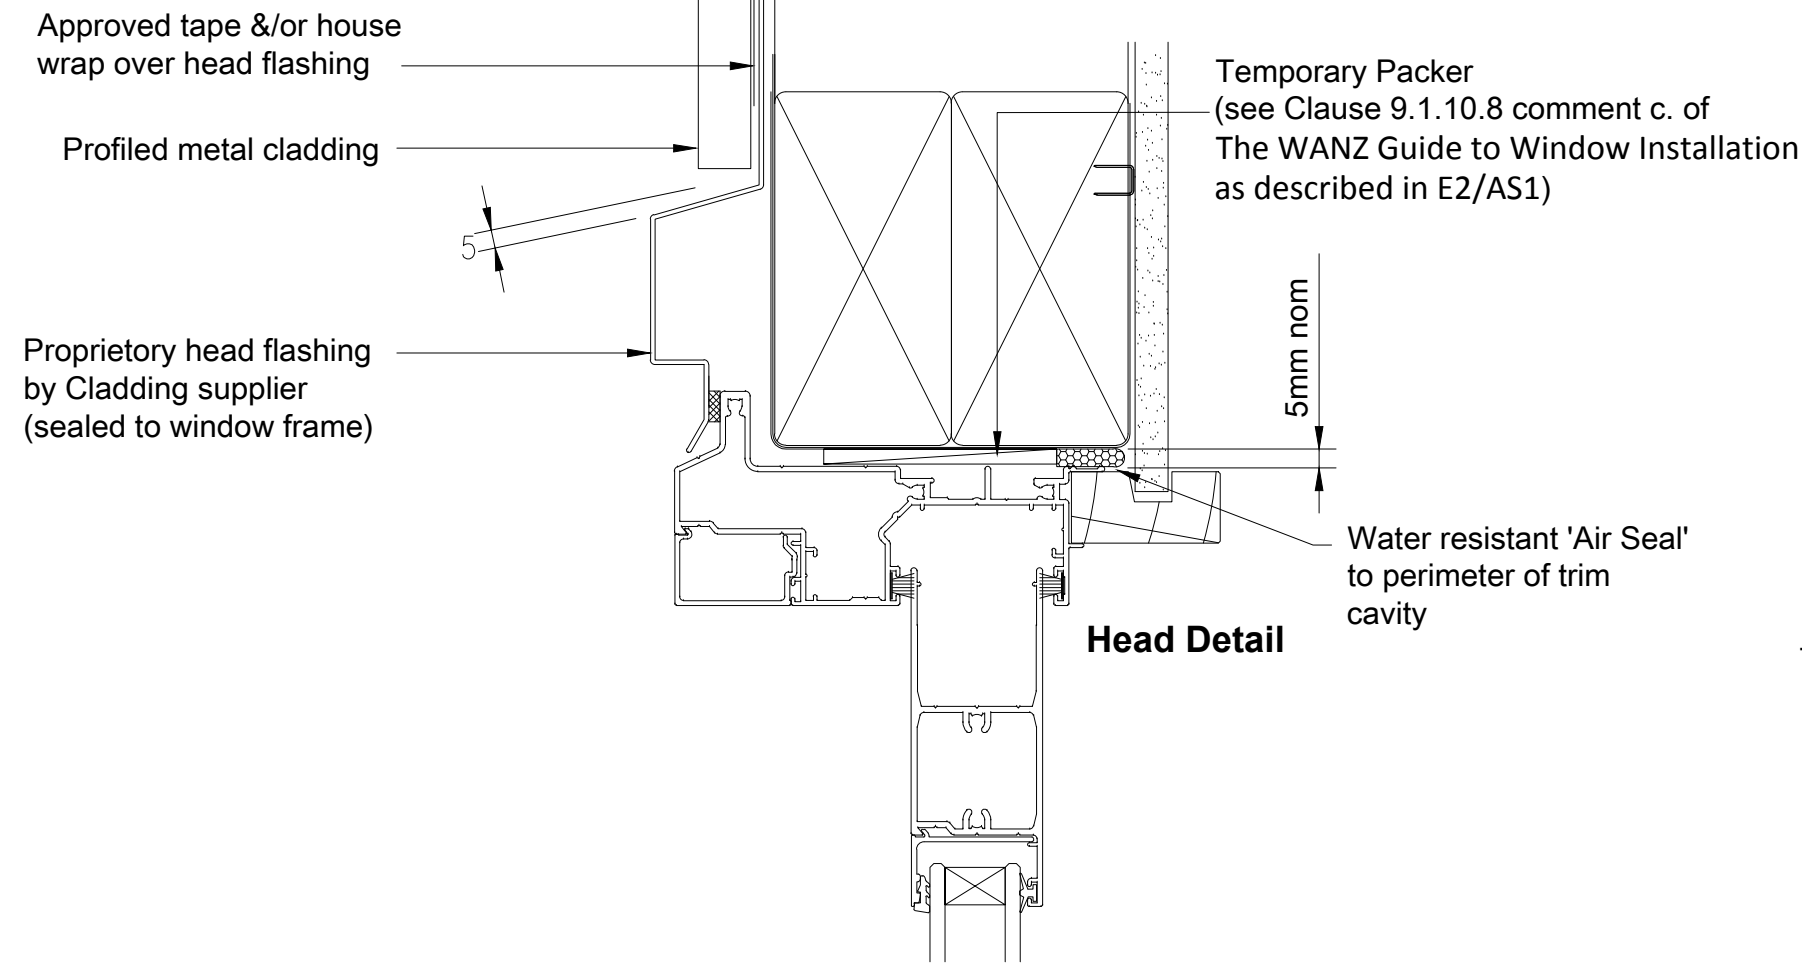 Approved tape &/or house
wrap over head flashing
Profiled metal cladding
5
Proprietory head flashing
by Cladding supplier
(sealed to window frame)
Temporary Packer
(see Clause 9.1.10.8 comment c. of
The WANZ Guide to Window Installation
as described in E2/AS1)
5mm nom
Water resistant 'Air Seal'
to perimeter of trim
cavity
Head Detail